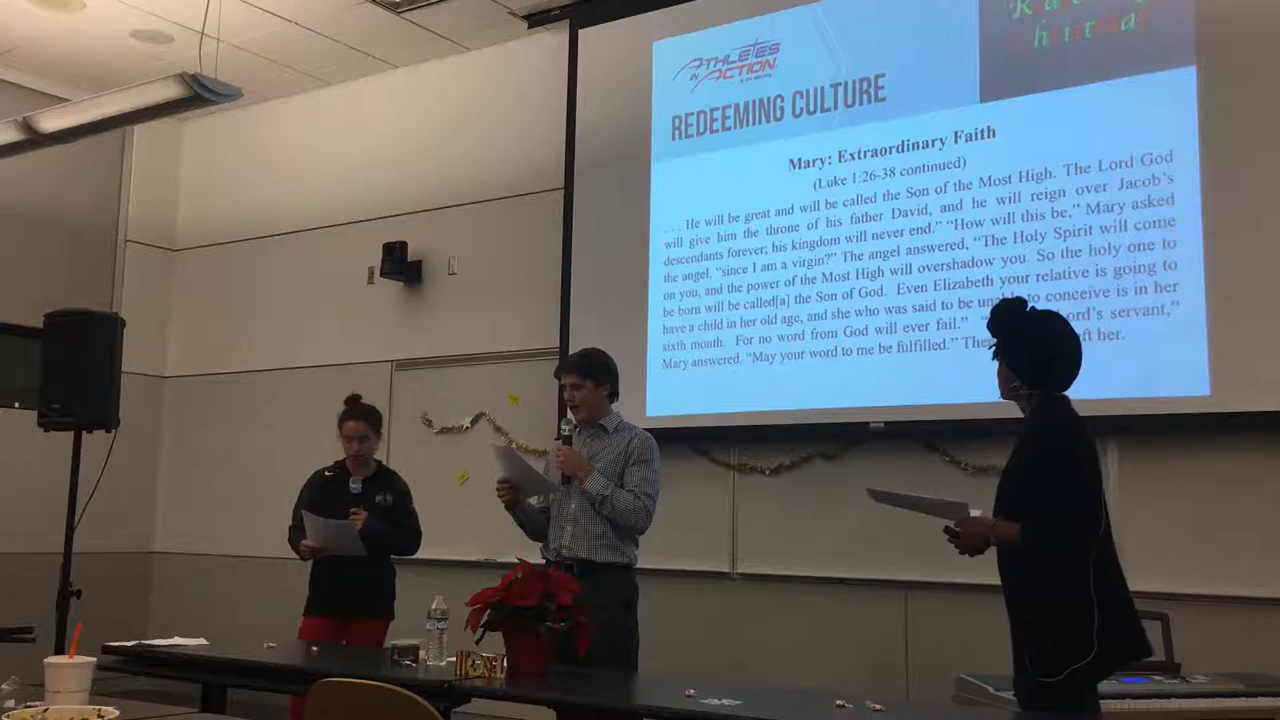 ATHLETES
IN ACTION
REDEEMING CULTURE
Mary: Extraordinary Faith
(Luke 1:26-38 continued)
. . . He will be great and will be called the Son of the Most High. The Lord God
will give him the throne of his father David, and he will reign over Jacob's
descendants forever; his kingdom will never end." "How will this be," Mary asked
the angel, "since I am a virgin?" The angel answered, "The Holy Spirit will come
on you, and the power of the Most High will overshadow you. So the holy one to
be born will be called[a] the Son of God. Even Elizabeth your relative is going to
have a child in her old age, and she who was said to be unable to conceive is in her
sixth month. For no word from God will ever fail." Lord's servant,"
Mary answered. "May your word to me be fulfilled." Then left her.